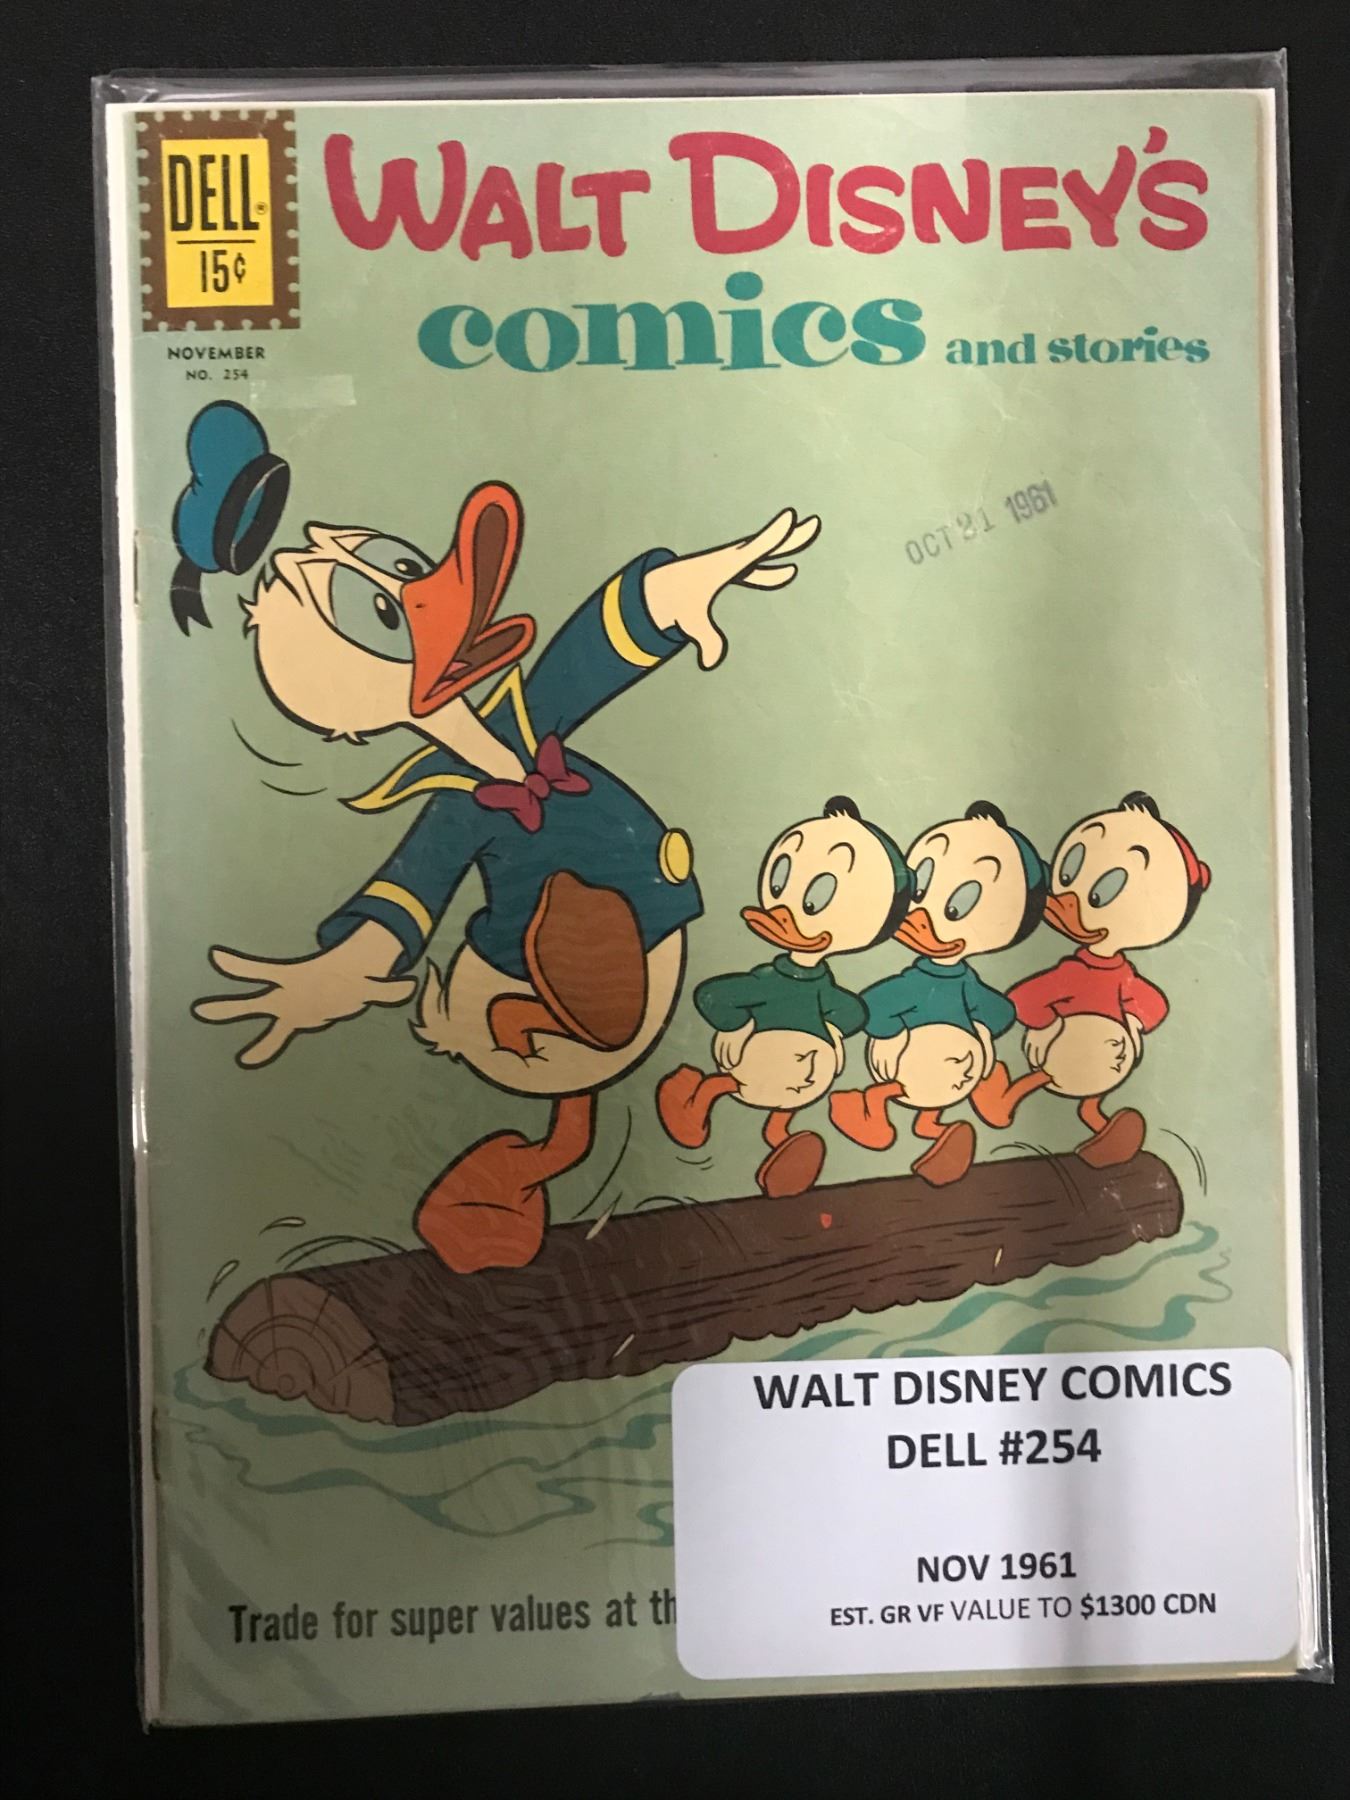 DELL®
15¢
WALT DISNEY'S
comics and stories
NOVEMBER
NO. 254
OCT 21 1961
Trade for super values at th
WALT DISNEY COMICS
DELL #254
NOV 1961
EST. GR VF VALUE TO $1300 CDN